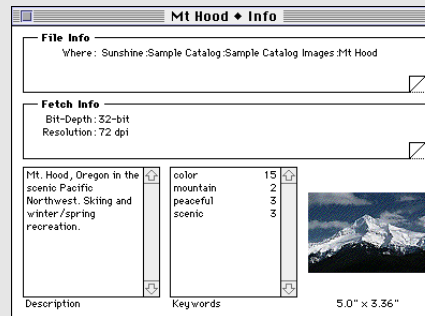 Mt Hood ◆ Info
File Info
Where: Sunshine:Sample Catalog:Sample Catalog Images:Mt Hood
Fetch Info
Bit-Depth: 32-bit
Resolution: 72 dpi
Mt. Hood, Oregon in the
scenic Pacific
Northwest. Skiing and
winter/spring
recreation.
color 15
mountain 2
peaceful 3
scenic 3
Description
Keywords
5.0" x 3.36"